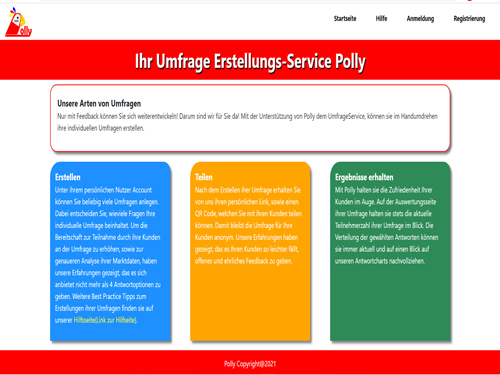 Polly
Startseite
Hilfe
Anmeldung
Registrierung
Ihr Umfrage Erstellungs-Service Polly
Unsere Arten von Umfragen
Nur mit Feedback können Sie sich weiterentwickeln! Darum sind wir für Sie da! Mit der Unterstützung von Polly dem UmfrageService, können sie im Handumdrehen
ihre individuellen Umfragen erstellen.
Erstellen
Unter ihrem persönlichen Nutzer Account
können Sie beliebig viele Umfragen anlegen.
Dabei entscheiden Sie, wieviele Fragen Ihre
individuelle Umfrage beinhaltet. Um die
Bereitschaft zur Teilnahme durch ihre Kunden
an der Umfrage zu erhöhen, sowie zur
genaueren Analyse ihrer Marktdaten, haben
unsere Erfahrungen gezeigt, das es sich
anbietet nicht mehr als 4 Antwortoptionen zu
geben. Weitere Best Practice Tipps zum
Erstellungen ihrer Umfragen finden sie auf
unserer Hilfsseite(Link zur Hilfseite).
Teilen
Nach dem Erstellen iher Umfrage erhalten Sie
von uns ihren persönlichen Link, sowie einen
QR Code, welchen Sie mit ihren Kunden teilen
können. Damit bleibt die Umfrage für Ihre
Kunden anonym. Unsere Erfahrungen haben
gezeigt, das es Ihren Kunden so leichter fällt,
offenes und ehrliches Feedback zu geben.
Ergebnisse erhalten
Mit Polly halten sie die Zufriedenheit Ihrer
Kunden im Auge. Auf der Auswertungsseite
ihrer Umfrage halten sie stets die aktuelle
Teilnehmerzahl ihrer Umfrage im Blick. Die
Verteilung der gewählten Antworten können
sie immer aktuell und auf einen Blick auf
unseren Antwortcharts nachvollziehen.
Polly Copyright@2021